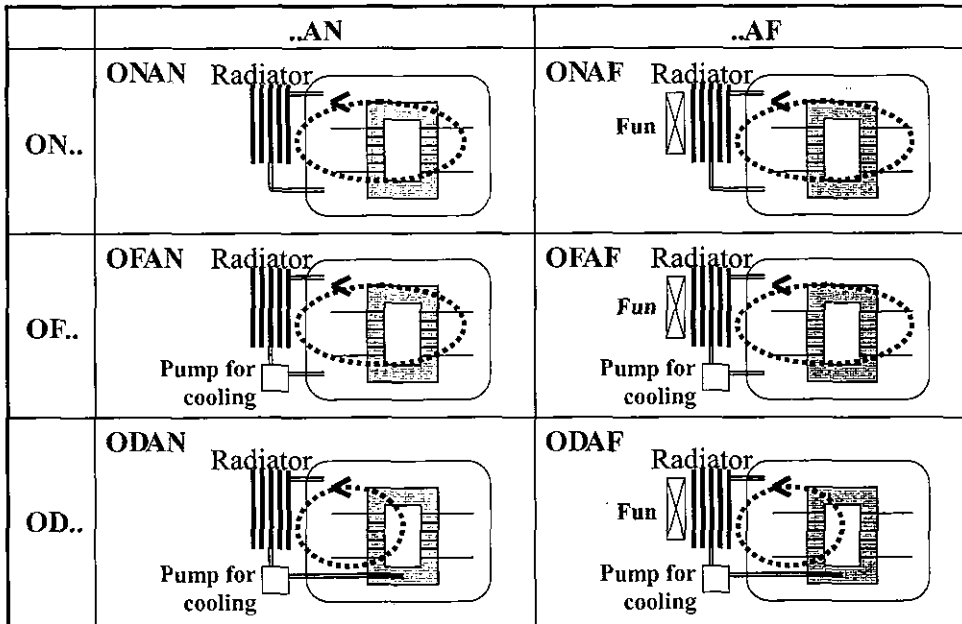 ..AN
..AF
ON..
ONAN Radiator
ONAF Radiator
Fun
OF..
OFAN Radiator
Pump for
cooling
OFAF Radiator
Fun
Pump for
cooling
OD..
ODAN
Radiator
Pump for
cooling
ODAF
Radiator
Fun
Pump for
cooling